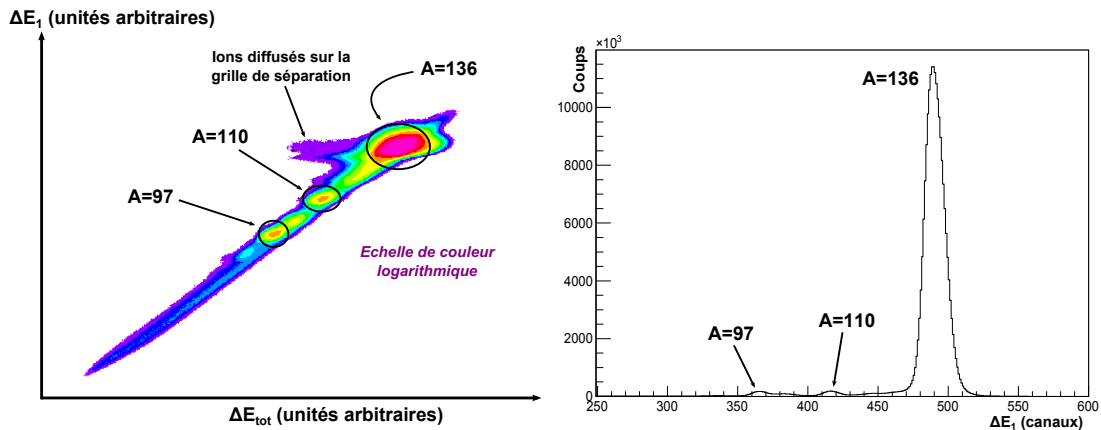 ΔE1 (unités arbitraires)
Ions diffusés sur la
grille de séparation
A=136
A=110
A=97
Echelle de couleur
logarithmique
ΔEtot (unités arbitraires)
×10³
Coups
10000
8000
6000
4000
2000
0
A=136
A=110
A=97
250 300 350 400 450 500 550 600
ΔE1 (canaux)